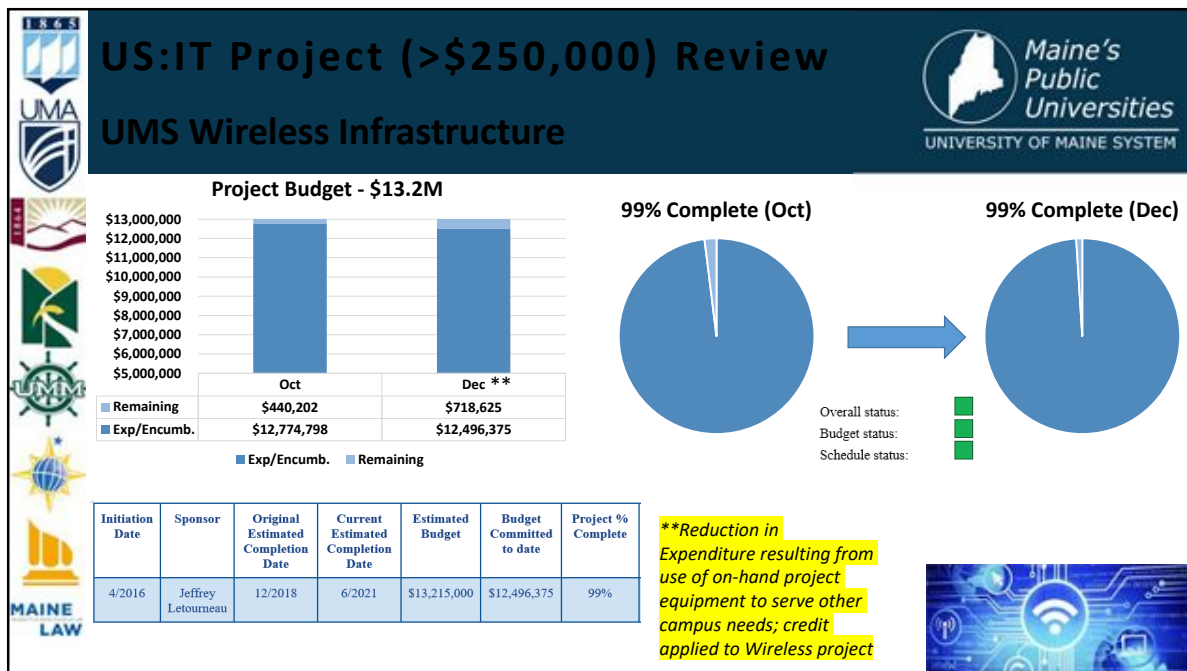 1865
US:IT Project (>$250,000) Review
UMS Wireless Infrastructure
Maine's
Public
Universities
UNIVERSITY OF MAINE SYSTEM
UMA
1864
UMM
MAINE
LAW
Project Budget - $13.2M
$13,000,000
$12,000,000
$11,000,000
$10,000,000
$9,000,000
$8,000,000
$7,000,000
$6,000,000
$5,000,000
Oct Dec **
Remaining $440,202 $718,625
Exp/Encumb. $12,774,798 $12,496,375
Exp/Encumb. Remaining
99% Complete (Oct)
99% Complete (Dec)
Overall status:
Budget status:
Schedule status:
Initiation
Date
Sponsor
Original
Estimated
Completion
Date
Current
Estimated
Completion
Date
Estimated
Budget
Budget
Committed
to date
Project %
Complete
4/2016
Jeffrey
Letourneau
12/2018
6/2021
$13,215,000
$12,496,375
99%
**Reduction in
Expenditure resulting from
use of on-hand project
equipment to serve other
campus needs; credit
applied to Wireless project